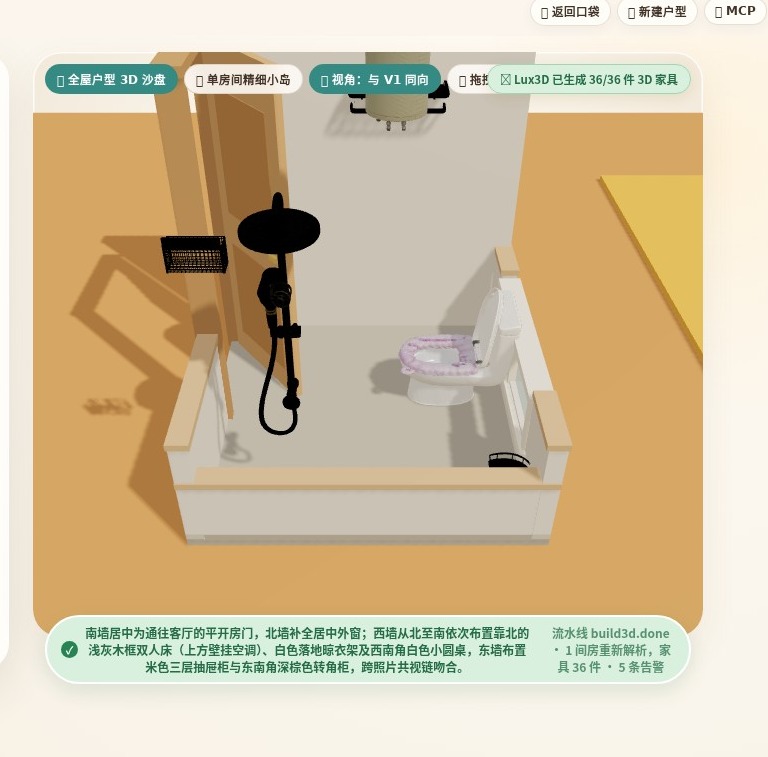 返回口袋
新建户型
MCP
全屋户型 3D 沙盘
单房间精细小岛
视角：与 V1 同向
Lux3D 已生成 36/36 件 3D 家具
南墙居中为通往客厅的平开房门，北墙补全居中外窗；西墙从北至南依次布置靠北的
浅灰木框双人床（上方壁挂空调）、白色落地晾衣架及西南角白色小圆桌，东墙布置
米色三层抽屉柜与东南角深棕色转角柜，跨照片共视链吻合。
流水线 build3d.done
· 1 间房重新解析，家
具 36 件 · 5 条告警